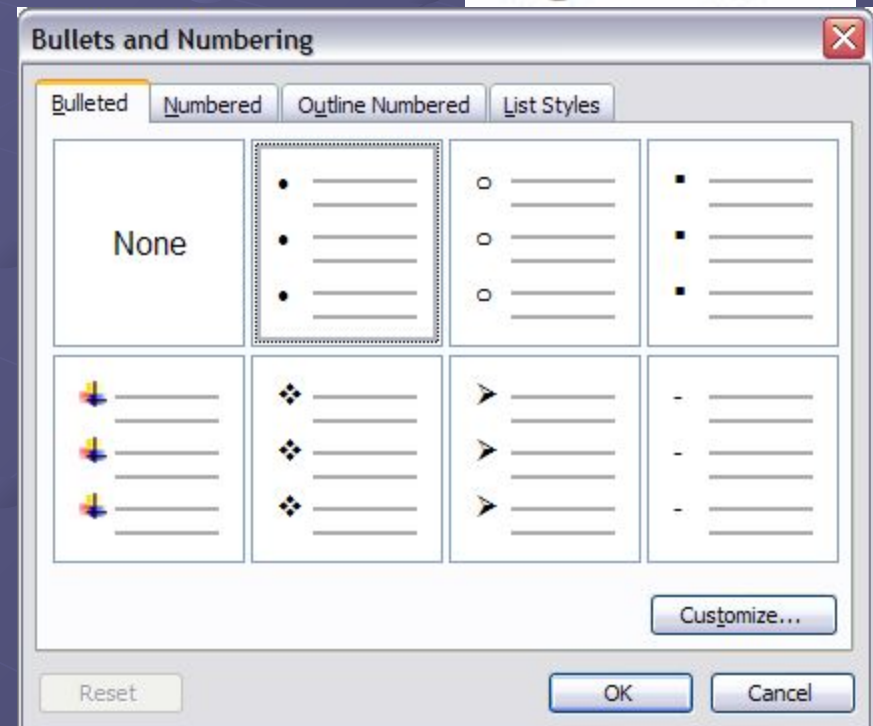 Bullets and Numbering
Bulleted Numbered Outline Numbered List Styles
None
Customize...
Reset OK Cancel